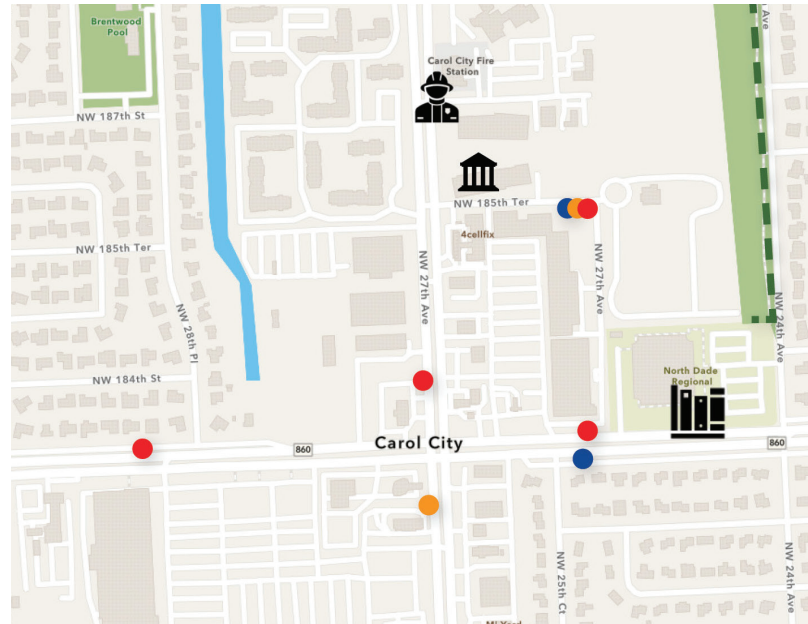 Brentwood
Pool
Ave
Carol City Fire
Station
NW 187th St
NW 185th Ter
4cellfix
NW 185th Ter
NW 27th Ave
NW 27th Ave
NW 28th Pl
NW 24th Ave
NW 184th St
North Dade
Regional
Carol City
860
860
NW 25th Ct
NW 24th Ave